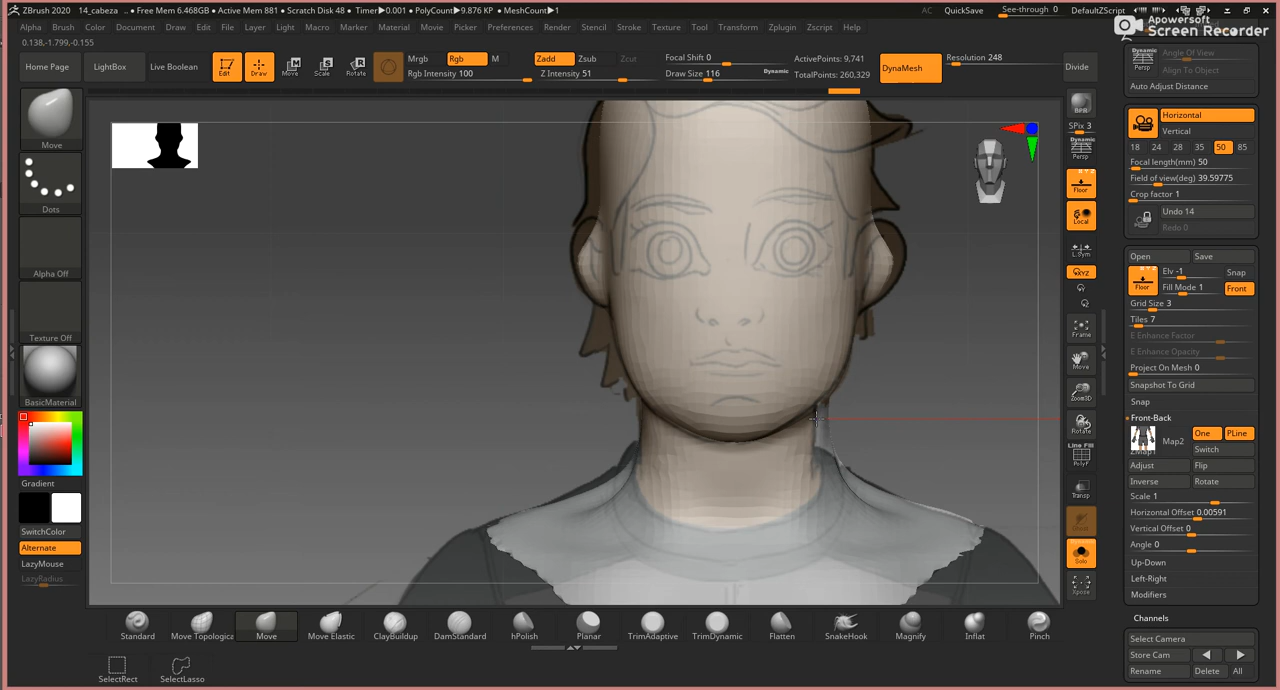 ZBrush 2020 14_cabeza .. ● Free Mem 6.468GB ● Active Mem 881 ● Scratch Disk 48 ● Timer▶0.001 ● PolyCount▶9.876 KP ● MeshCount▶1 AC QuickSave See-through 0 DefaultZScript
Alpha Brush Color Document Draw Edit File Layer Light Macro Marker Material Movie Picker Preferences Render Stencil Stroke Texture Tool Transform Zplugin Zscript Help
Apowersoft
Screen Recorder
0.138,-1.799,-0.155
Home Page LightBox Live Boolean Edit Draw Move Scale Rotate
Mrgb Rgb M Zadd Zsub Zcut Focal Shift 0 ActivePoints: 9,741 DynaMesh Resolution 248 Divide
Rgb Intensity 100 Z Intensity 51 Draw Size 116 Dynamic TotalPoints: 260,329
Move
Dots
Alpha Off
Texture Off
BasicMaterial
Gradient
SwitchColor
Alternate
LazyMouse
LazyRadius
BPR
SPix 3
Dynamic
Persp
Floor
Local
L.Sym
XYZ
Frame
Move
Zoom3D
Rotate
Line Fill
PolyF
Transp
Ghost
Dynamic
Solo
Xpose
Dynamic
Persp
Angle Of View
Align To Object
Auto Adjust Distance
Horizontal
Vertical
18 24 28 35 50 85
Focal length(mm) 50
Field of view(deg) 39.59775
Crop factor 1
Undo 14
Redo 0
Open Save
Floor Elv -1 Snap
Fill Mode 1 Front
Grid Size 3
Tiles 7
E Enhance Factor
E Enhance Opacity
Project On Mesh 0
Snapshot To Grid
Snap
Front-Back
Map2 One PLine
Switch
Adjust Flip
Inverse Rotate
Scale 1
Horizontal Offset 0.00591
Vertical Offset 0
Angle 0
Up-Down
Left-Right
Modifiers
Channels
Select Camera
Store Cam
Rename Delete All
Standard Move Topologica Move Move Elastic ClayBuildup DamStandard hPolish Planar TrimAdaptive TrimDynamic Flatten SnakeHook Magnify Inflat Pinch
SelectRect SelectLasso